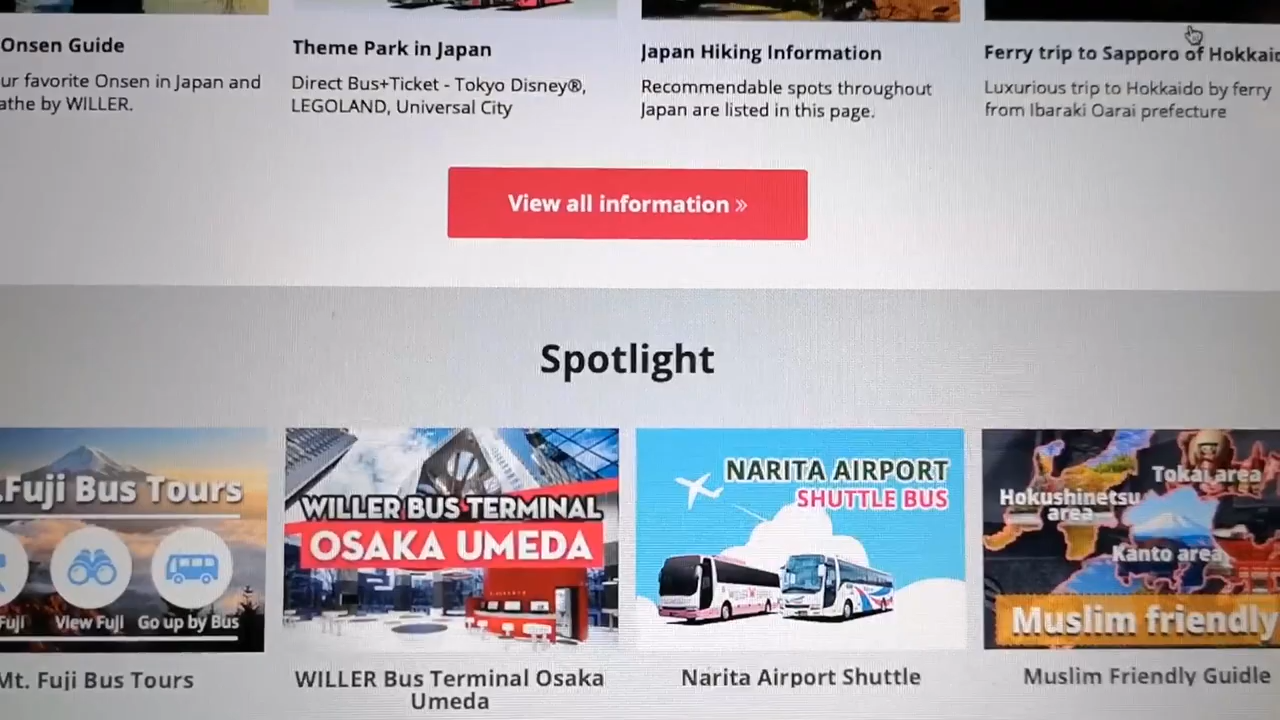 Onsen Guide
ur favorite Onsen in Japan and
athe by WILLER.
Theme Park in Japan
Direct Bus+Ticket - Tokyo Disney®,
LEGOLAND, Universal City
Japan Hiking Information
Recommendable spots throughout
Japan are listed in this page.
Ferry trip to Sapporo of Hokkaid
Luxurious trip to Hokkaido by ferry
from Ibaraki Oarai prefecture
View all information »
Spotlight
.Fuji Bus Tours
Fuji
View Fuji
Go up by Bus
Mt. Fuji Bus Tours
WILLER BUS TERMINAL
OSAKA UMEDA
WILLER Bus Terminal Osaka
Umeda
NARITA AIRPORT
SHUTTLE BUS
Narita Airport Shuttle
Tokai area
Hokushinetsu
area
Kanto area
Muslim friendly
Muslim Friendly Guidle